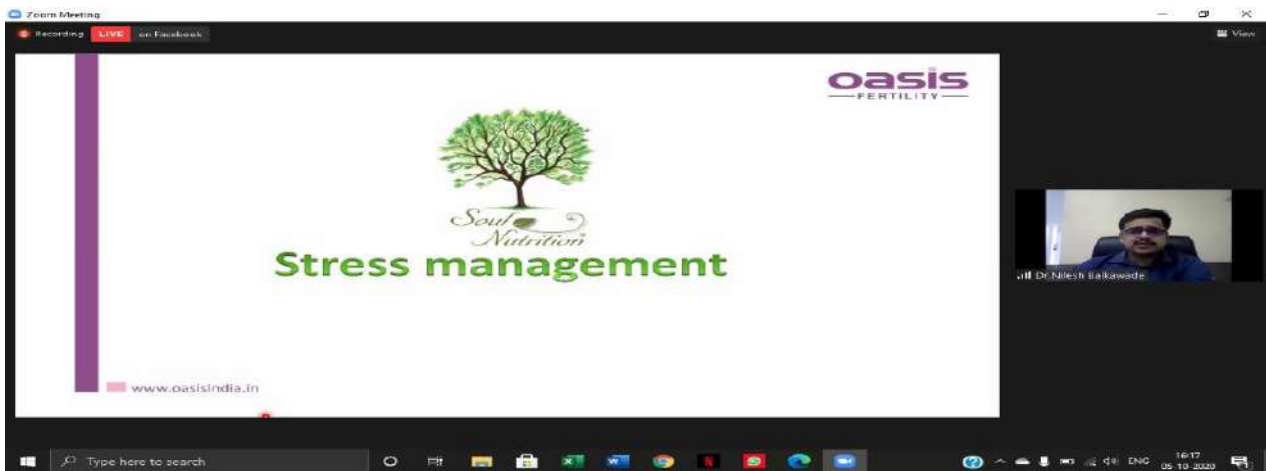 Zoom Meeting
Recording LIVE on Facebook
View
oasis
FERTILITY
Soul
Nutrition
Stress management
Dr Nilesh Balkawade
www.oasisindia.in
Type here to search
ENG
16:17
05-10-2020